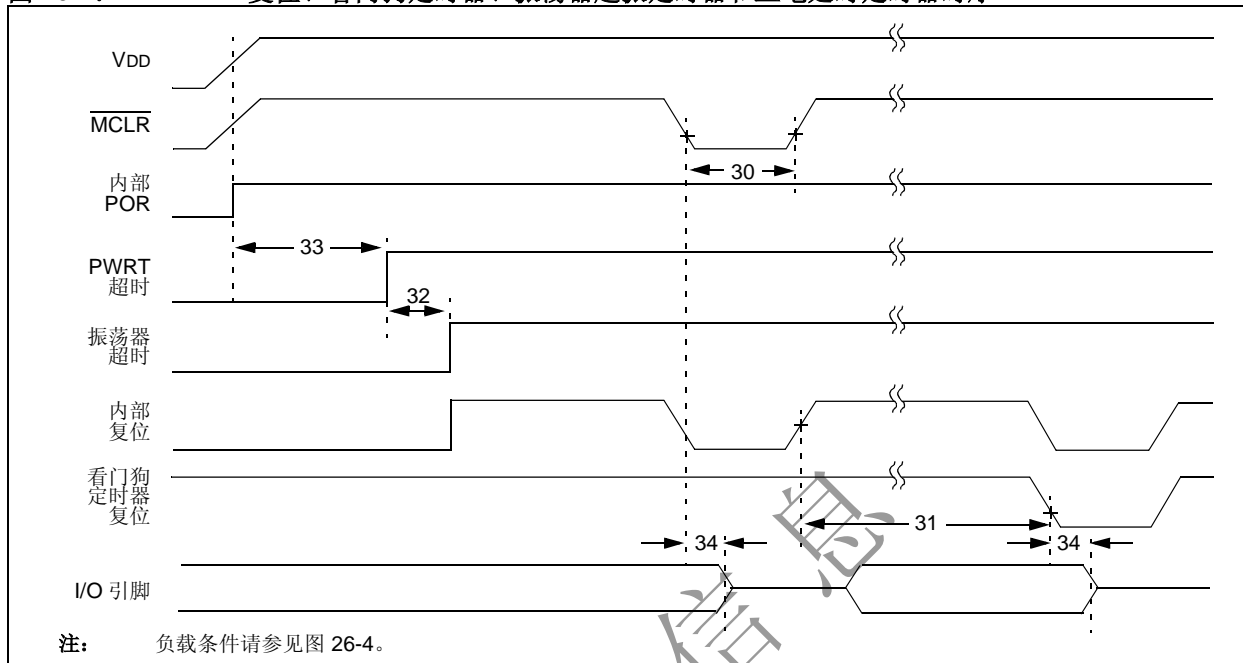 VDD
MCLR
内部
POR
PWRT
超时
振荡器
超时
内部
复位
看门狗
定时器
复位
I/O 引脚
30
33
32
31
34
34
注： 负载条件请参见图 26-4。
信息